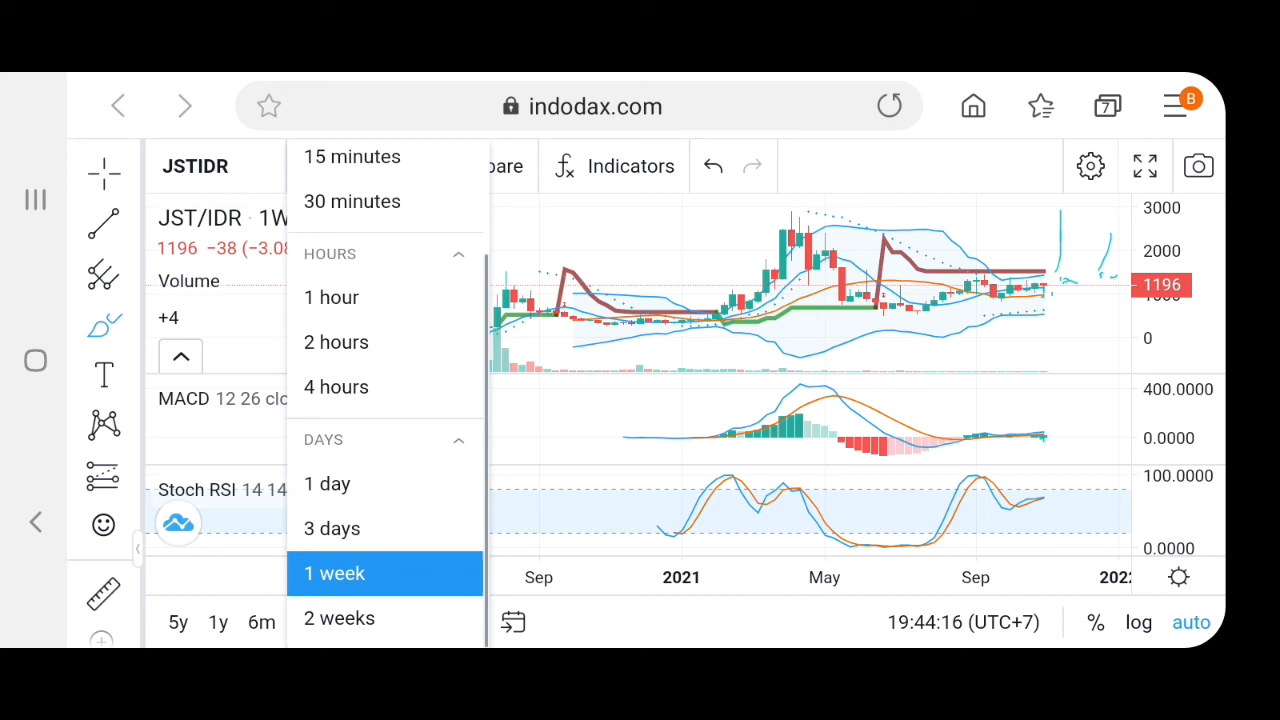 indodax.com
7
B
JSTIDR
15 minutes
pare
Indicators
30 minutes
JST/IDR · 1W
1196 −38 (−3.08
Volume
+4
HOURS
1 hour
2 hours
4 hours
3000
2000
1196
0
MACD 12 26 clo
400.0000
0.0000
DAYS
1 day
3 days
1 week
2 weeks
Stoch RSI 14 14
100.0000
0.0000
Sep
2021
May
Sep
2022
5y 1y 6m
19:44:16 (UTC+7)
% log auto
T